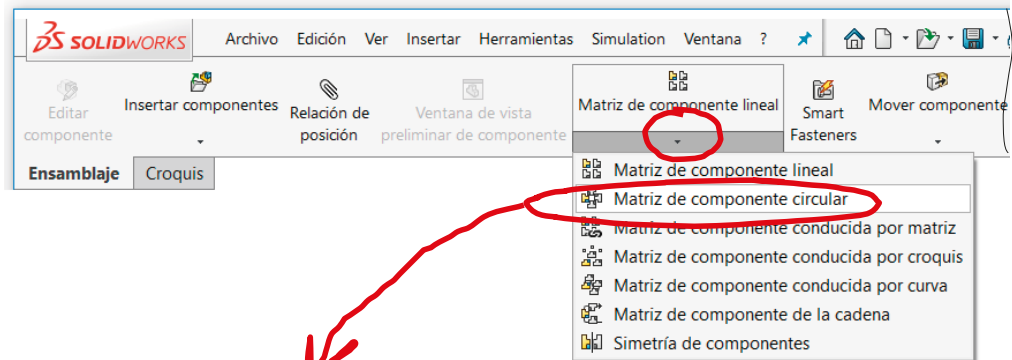 SOLIDWORKS Archivo Edición Ver Insertar Herramientas Simulation Ventana ?
Editar componente
Insertar componentes
Relación de posición
Ventana de vista preliminar de componente
Matriz de componente lineal
Smart Fasteners
Mover componente
Ensamblaje Croquis
Matriz de componente lineal
Matriz de componente circular
Matriz de componente conducida por matriz
Matriz de componente conducida por croquis
Matriz de componente conducida por curva
Matriz de componente de la cadena
Simetría de componentes